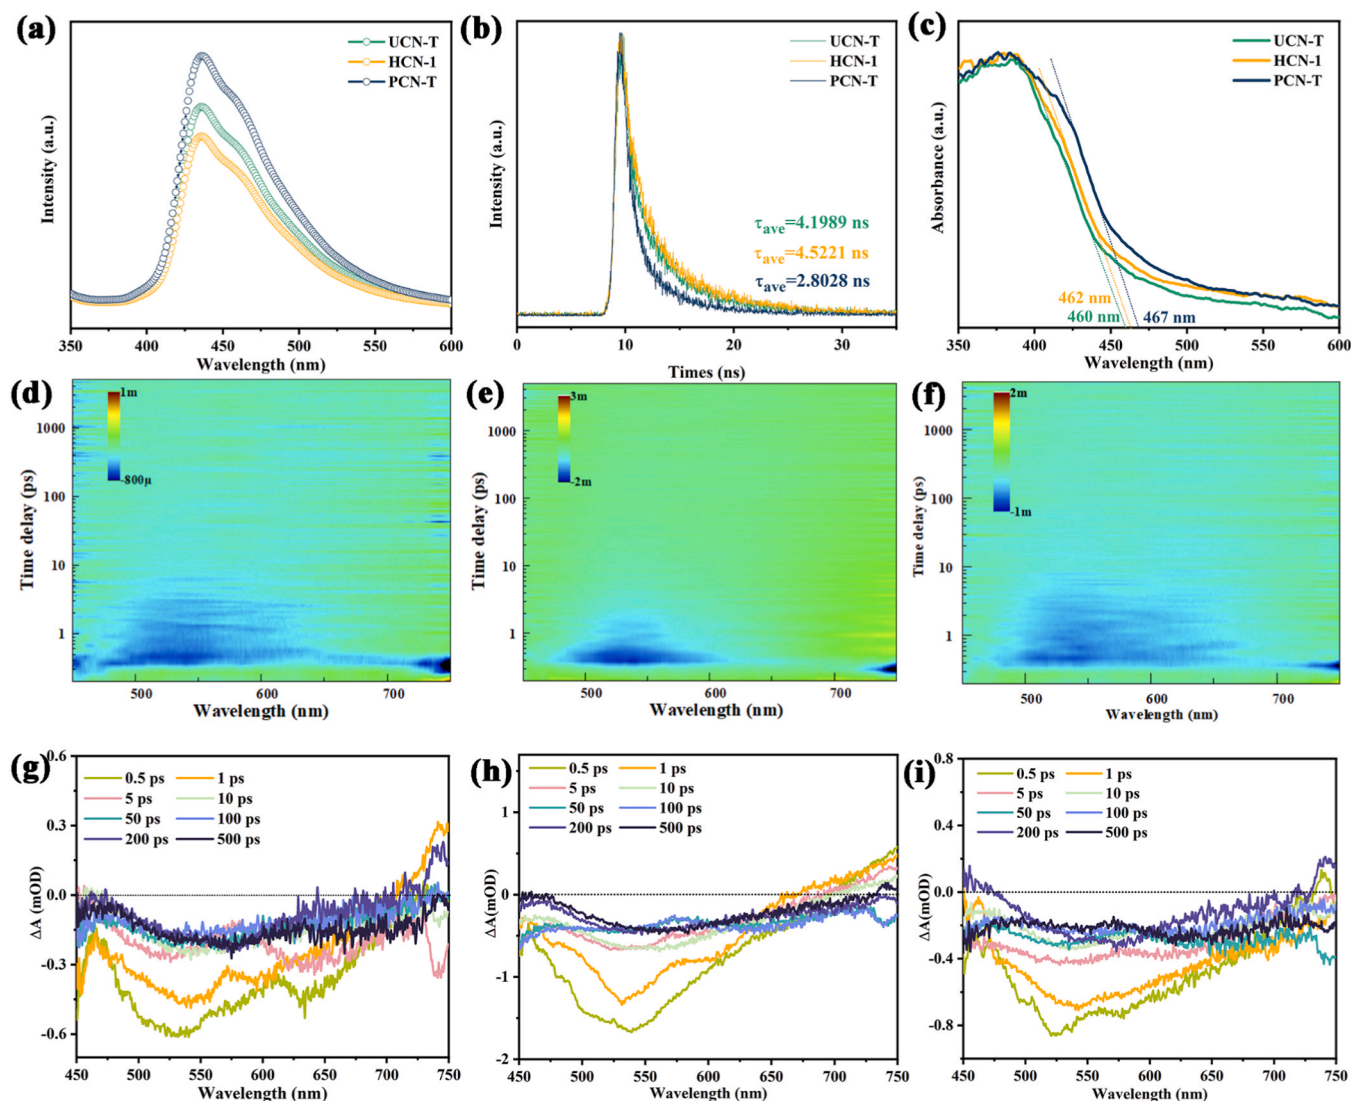 (a)
UCN-T
HCN-1
PCN-T
Intensity (a.u.)
350 400 450 500 550 600
Wavelength (nm)
(b)
UCN-T
HCN-1
PCN-T
Intensity (a.u.)
τave=4.1989 ns
τave=4.5221 ns
τave=2.8028 ns
0 10 20 30
Times (ns)
(c)
UCN-T
HCN-1
PCN-T
Absorbance (a.u.)
462 nm
460 nm 467 nm
350 400 450 500 550 600
Wavelength (nm)
(d)
1m
-800μ
Time delay (ps)
1000
100
10
1
500 600 700
Wavelength (nm)
(e)
3m
-2m
Time delay (ps)
1000
100
10
1
500 600 700
Wavelength (nm)
(f)
2m
-1m
Time delay (ps)
1000
100
10
1
500 600 700
Wavelength (nm)
(g)
0.5 ps 1 ps
5 ps 10 ps
50 ps 100 ps
200 ps 500 ps
ΔA (mOD)
0.6
0.3
0.0
-0.3
-0.6
450 500 550 600 650 700 750
Wavelength (nm)
(h)
0.5 ps 1 ps
5 ps 10 ps
50 ps 100 ps
200 ps 500 ps
ΔA(mOD)
1
0
-1
-2
450 500 550 600 650 700 750
Wavelength (nm)
(i)
0.5 ps 1 ps
5 ps 10 ps
50 ps 100 ps
200 ps 500 ps
ΔA(mOD)
0.8
0.4
0.0
-0.4
-0.8
450 500 550 600 650 700 750
Wavelength (nm)